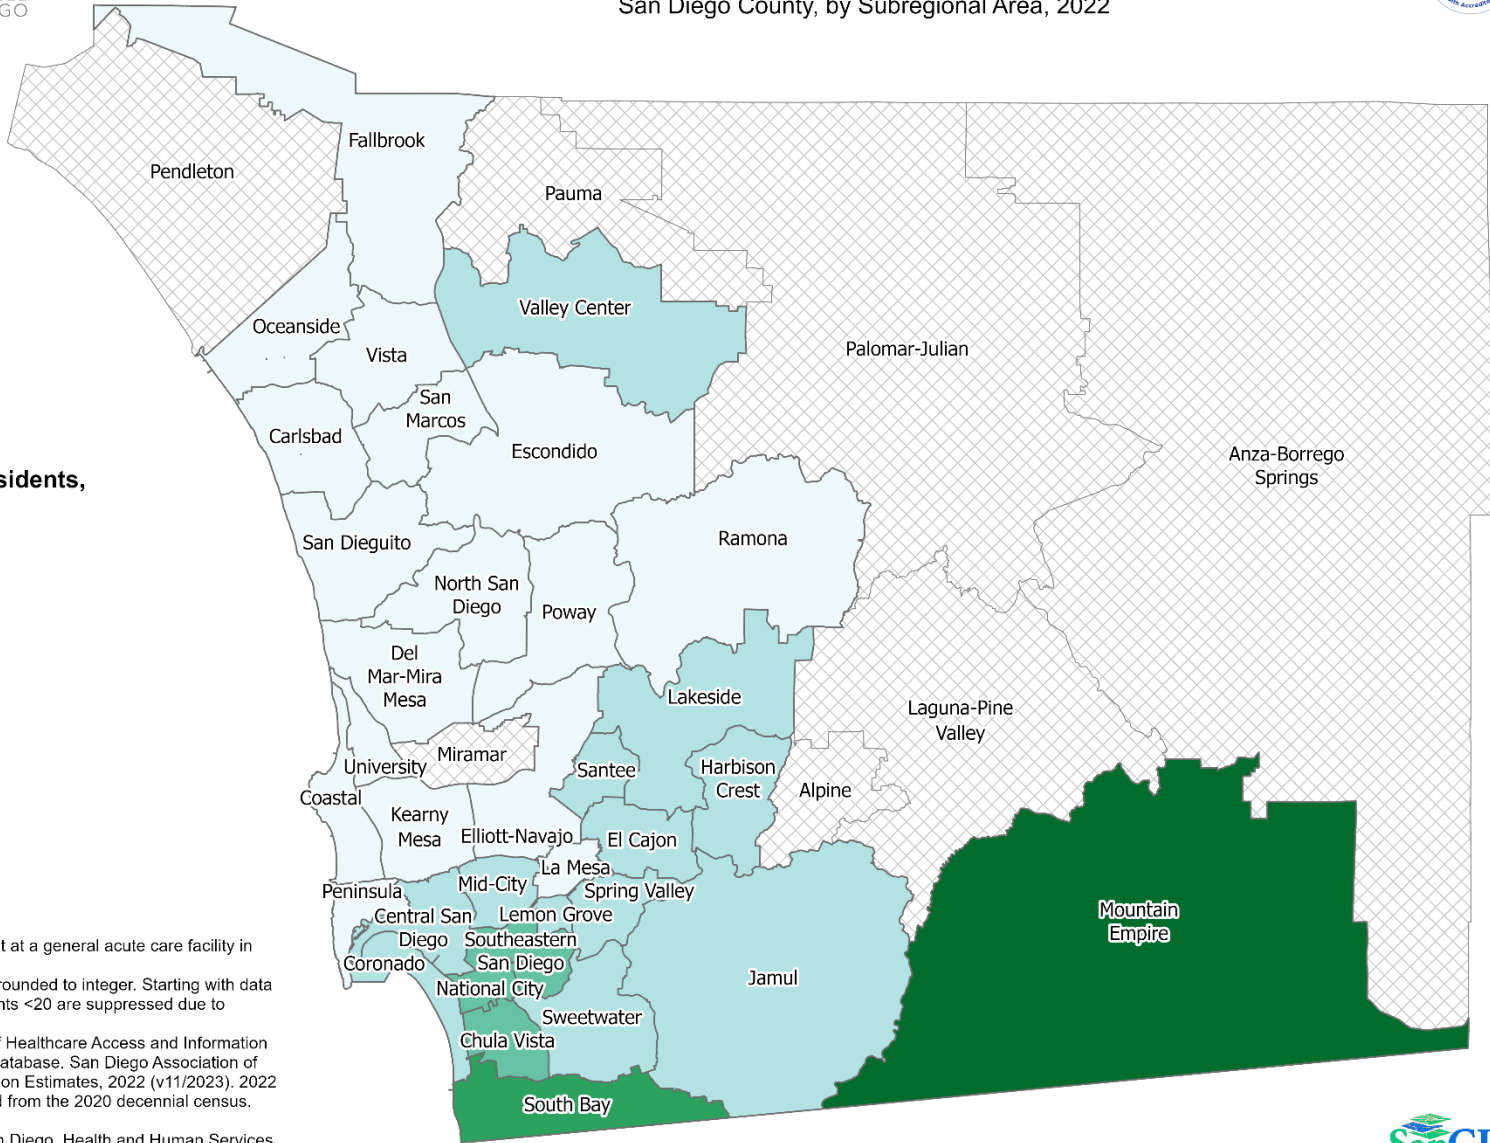 GO
San Diego County, by Subregional Area, 2022
Fallbrook
Pendleton
Pauma
Valley Center
Oceanside
Vista
Palomar-Julian
San
Marcos
Carlsbad
Escondido
Anza-Borrego
Springs
sidents,
San Dieguito
Ramona
North San
Diego
Poway
Del
Mar-Mira
Mesa
Lakeside
Laguna-Pine
Valley
Miramar
University
Santee
Harbison
Crest
Alpine
Coastal
Kearny
Mesa
Elliott-Navajo
El Cajon
La Mesa
Mid-City
Peninsula
Spring Valley
Central San
Diego
Lemon Grove
Southeastern
San Diego
Coronado
Mountain
Empire
National City
Jamul
Sweetwater
Chula Vista
South Bay
t at a general acute care facility in
rounded to integer. Starting with data
nts <20 are suppressed due to
f Healthcare Access and Information
atabase. San Diego Association of
on Estimates, 2022 (v11/2023). 2022
d from the 2020 decennial census.
n Diego, Health and Human Services